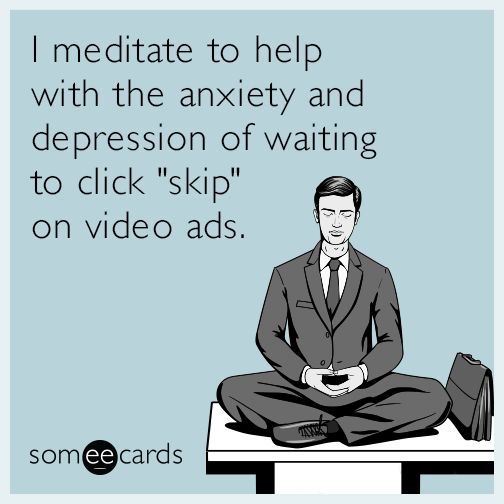 I meditate to help
with the anxiety and
depression of waiting
to click "skip"
on video ads.
someecards